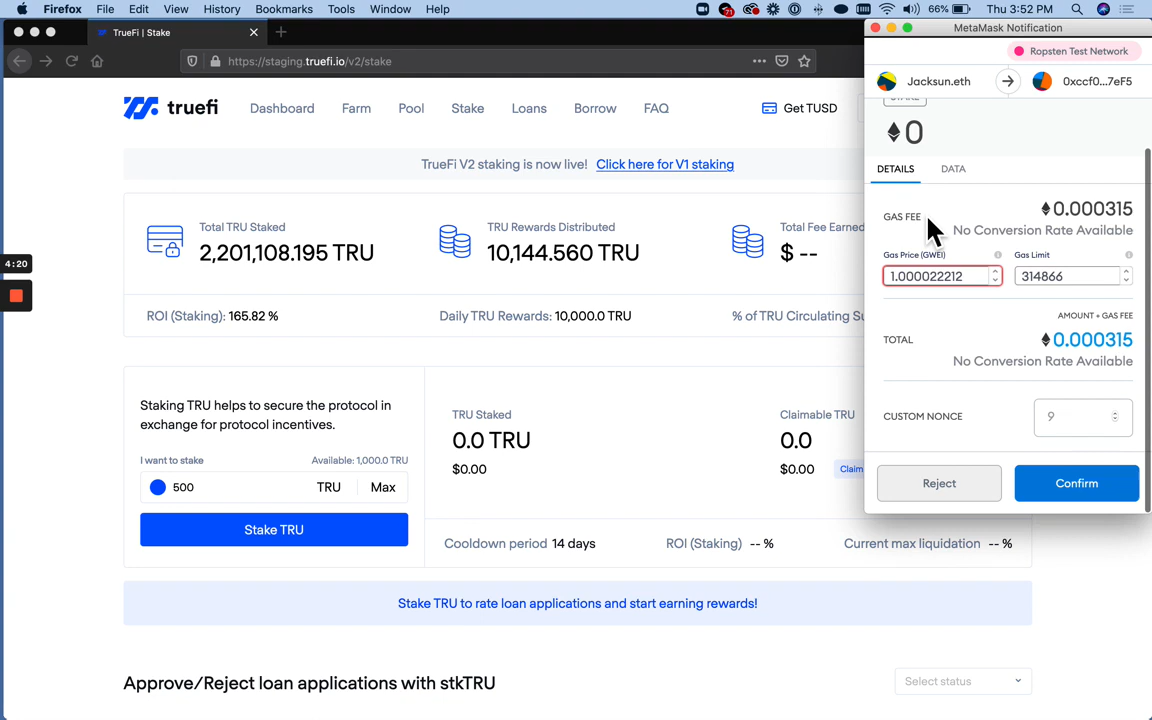 Firefox File Edit View History Bookmarks Tools Window Help
71
66%
Thu 3:52 PM
TrueFi | Stake
https://staging.truefi.io/v2/stake
MetaMask Notification
Ropsten Test Network
Jacksun.eth
0xccf0...7eF5
0
DETAILS
DATA
GAS FEE
0.000315
No Conversion Rate Available
Gas Price (GWEI)
Gas Limit
1.000022212
314866
AMOUNT + GAS FEE
TOTAL
0.000315
No Conversion Rate Available
CUSTOM NONCE
9
Reject
Confirm
truefi
Dashboard
Farm
Pool
Stake
Loans
Borrow
FAQ
Get TUSD
TrueFi V2 staking is now live! Click here for V1 staking
Total TRU Staked
2,201,108.195 TRU
TRU Rewards Distributed
10,144.560 TRU
Total Fee Earned
$ --
4:20
ROI (Staking): 165.82 %
Daily TRU Rewards: 10,000.0 TRU
% of TRU Circulating Su
Staking TRU helps to secure the protocol in
exchange for protocol incentives.
I want to stake
Available: 1,000.0 TRU
500
TRU
Max
Stake TRU
TRU Staked
0.0 TRU
$0.00
Claimable TRU
0.0
$0.00
Claim
Cooldown period 14 days
ROI (Staking) -- %
Current max liquidation -- %
Stake TRU to rate loan applications and start earning rewards!
Approve/Reject loan applications with stkTRU
Select status